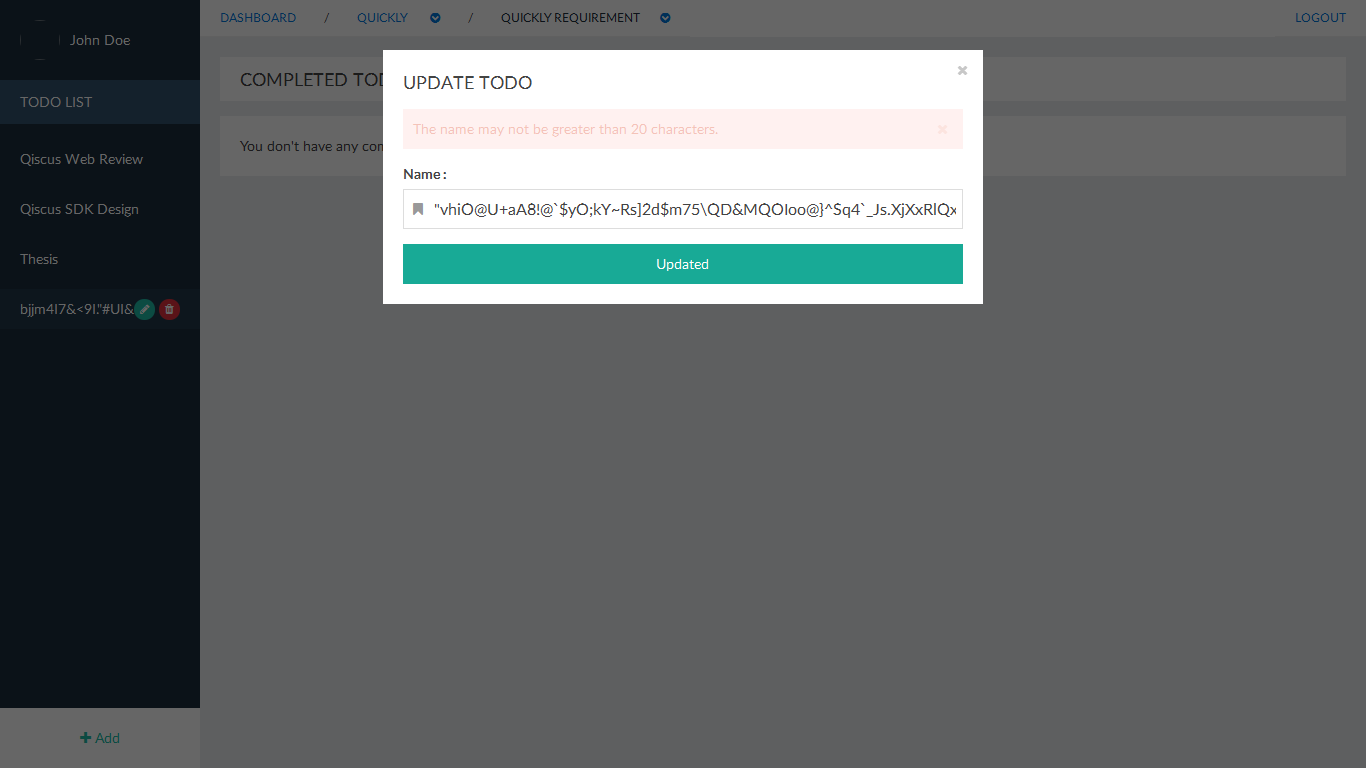 John Doe
TODO LIST
Qiscus Web Review
Qiscus SDK Design
Thesis
bjjm4I7&<9I."#UI&
Add
DASHBOARD / QUICKLY / QUICKLY REQUIREMENT
LOGOUT
COMPLETED TOD
You don't have any con
UPDATE TODO
The name may not be greater than 20 characters.
Name :
"vhiO@U+aA8!@`$yO;kY~Rs]2d$m75\QD&MQOIoo@}^Sq4`_Js.XjXxRlQx
Updated